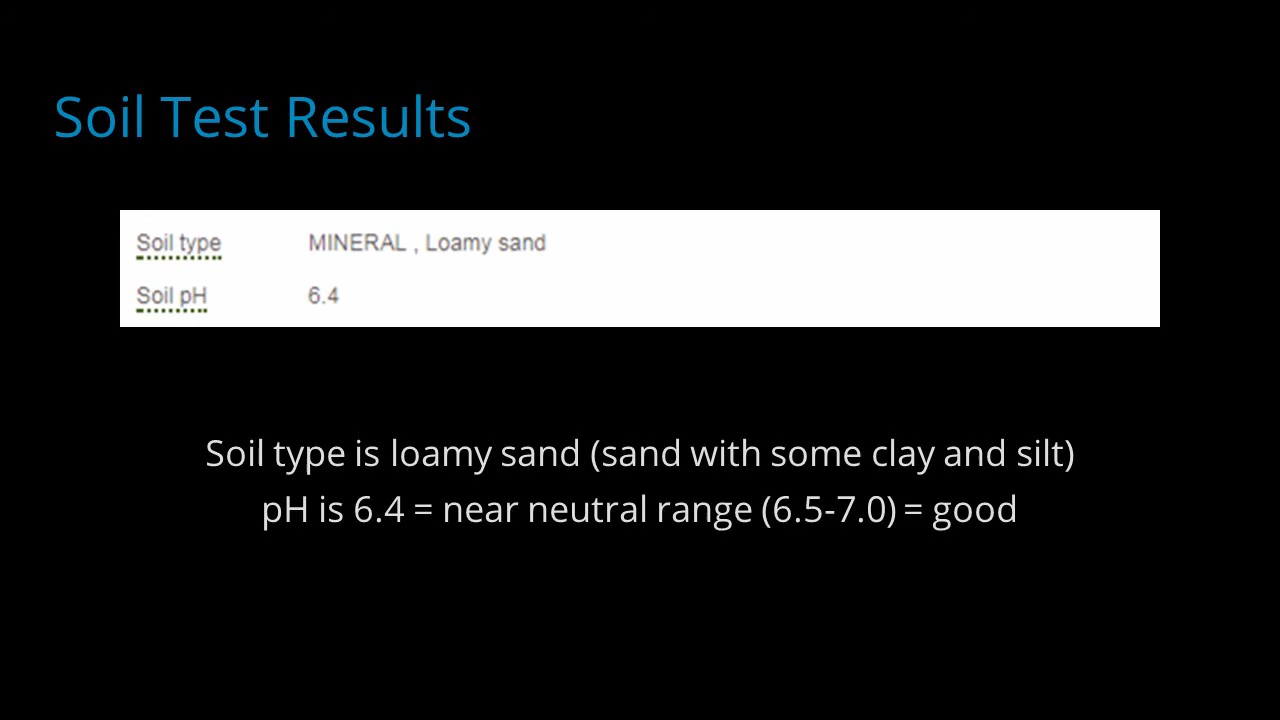 Soil Test Results
Soil type MINERAL , Loamy sand
Soil pH 6.4
Soil type is loamy sand (sand with some clay and silt)
pH is 6.4 = near neutral range (6.5-7.0) = good